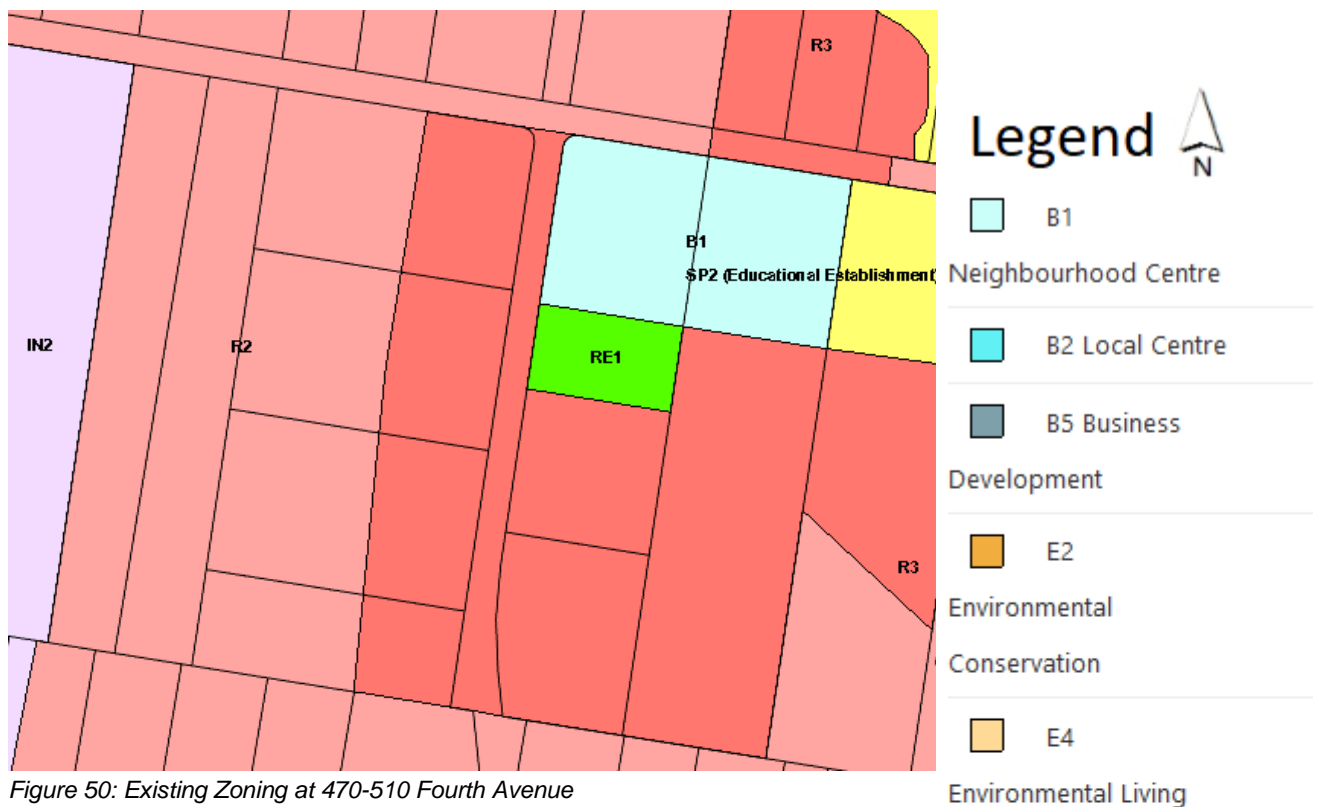 R3
B1
SP2 (Educational Establishment)
IN2
R2
RE1
R3
Figure 50: Existing Zoning at 470-510 Fourth Avenue
Legend
N
B1
Neighbourhood Centre
B2 Local Centre
B5 Business
Development
E2
Environmental
Conservation
E4
Environmental Living